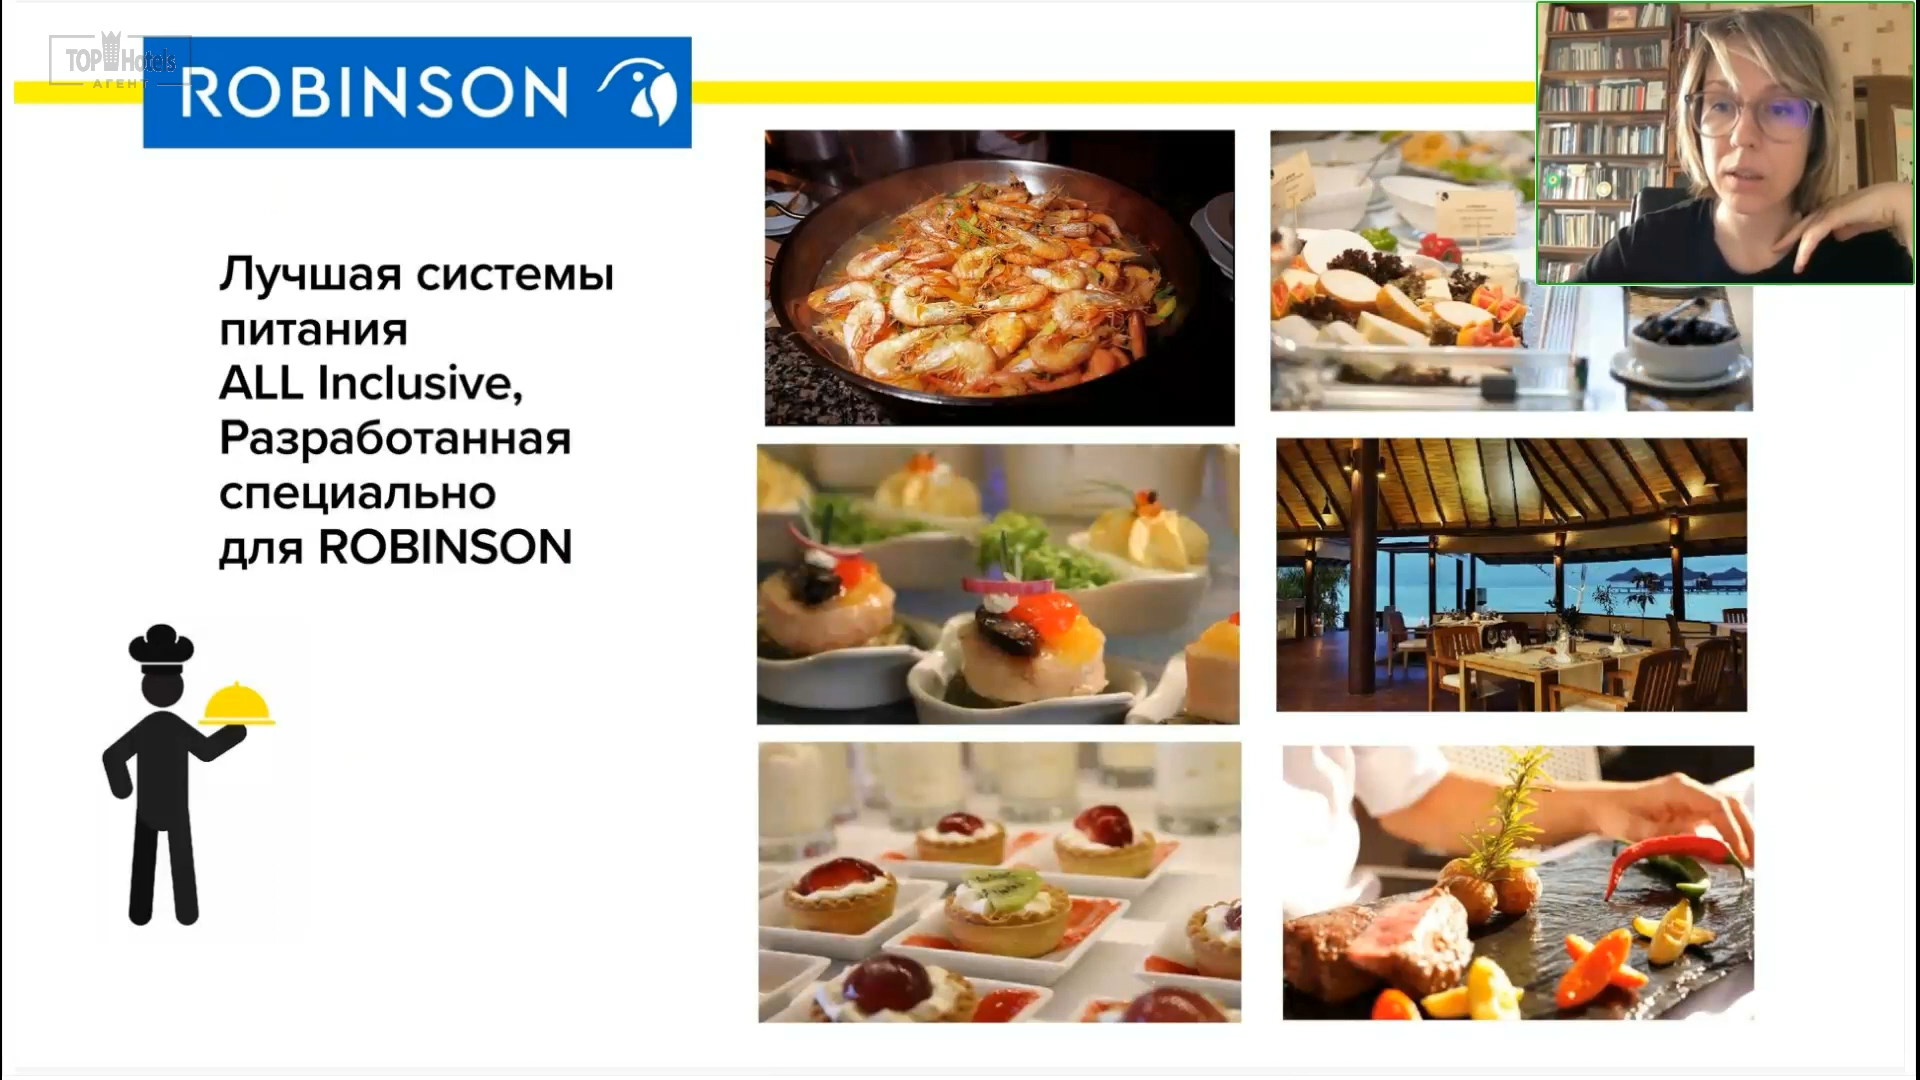 TOP Hotels
АГЕНТ
ROBINSON
Лучшая системы
питания
ALL Inclusive,
Разработанная
специально
для ROBINSON